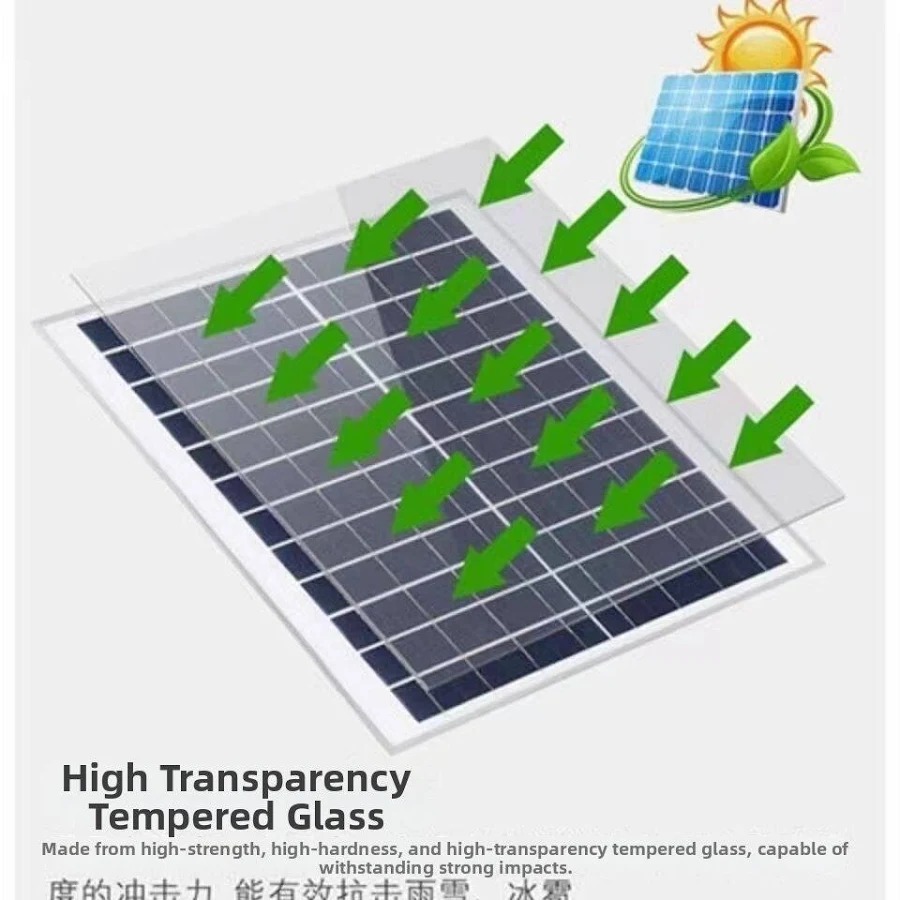 High Transparency
Tempered Glass
Made from high-strength, high-hardness, and high-transparency tempered glass, capable of
withstanding strong impacts.
度的冲击力 能有效抗击雨雪、冰雹